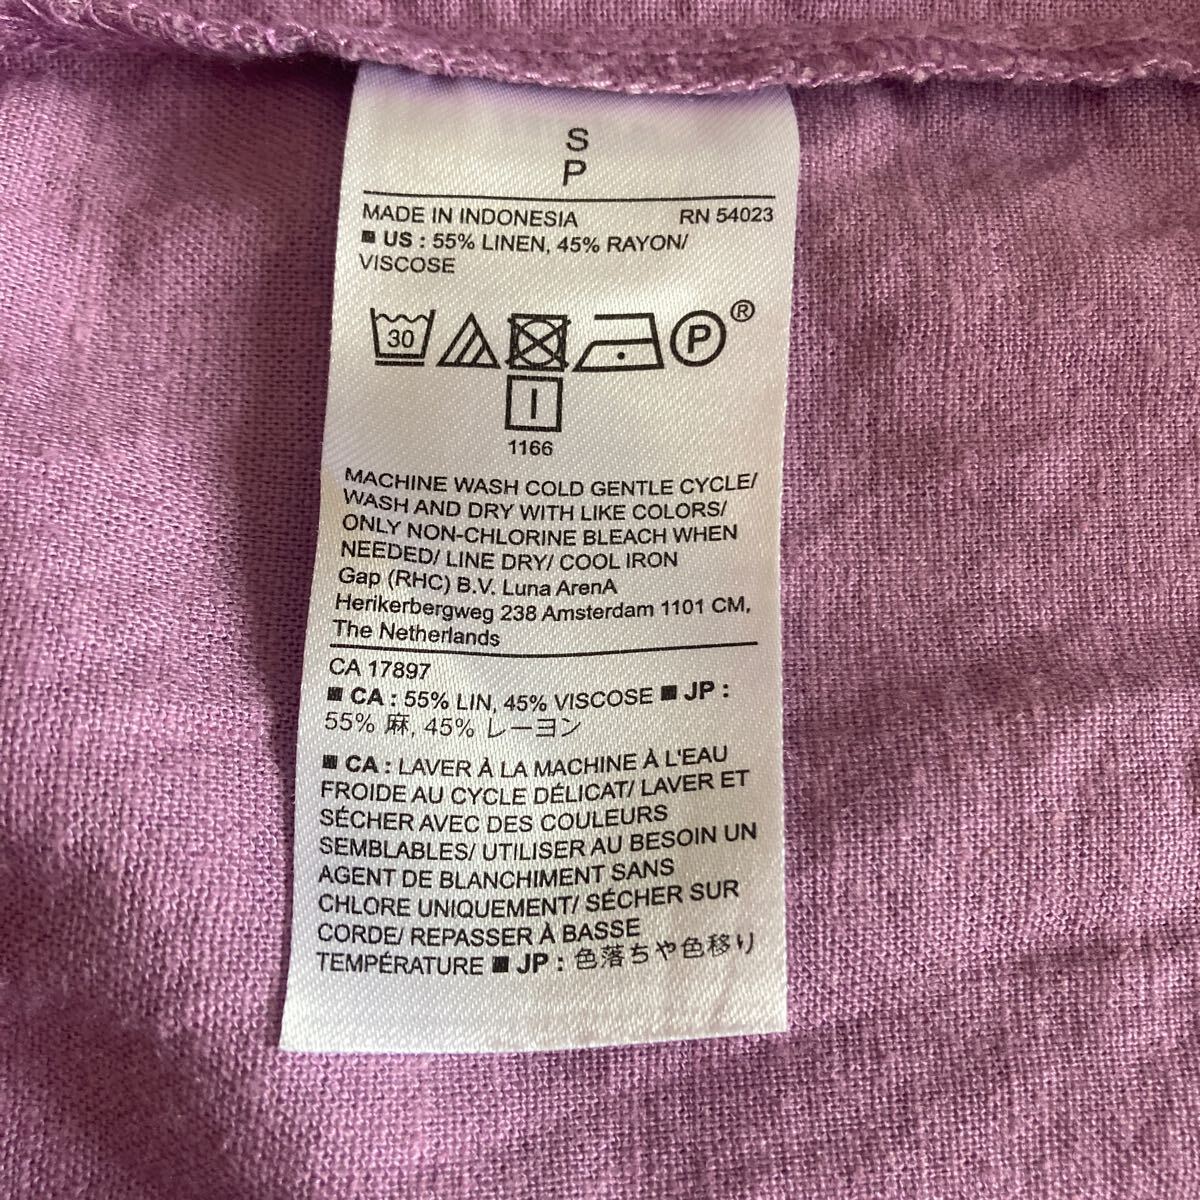 S
P
MADE IN INDONESIA RN 54023
■ US : 55% LINEN, 45% RAYON/
VISCOSE
30 P ®
1166
MACHINE WASH COLD GENTLE CYCLE/
WASH AND DRY WITH LIKE COLORS/
ONLY NON-CHLORINE BLEACH WHEN
NEEDED/ LINE DRY/ COOL IRON
Gap (RHC) B.V. Luna ArenA
Herikerbergweg 238 Amsterdam 1101 CM,
The Netherlands
CA 17897
■ CA : 55% LIN, 45% VISCOSE ■ JP :
55% 麻, 45% レーヨン
■ CA : LAVER À LA MACHINE À L'EAU
FROIDE AU CYCLE DÉLICAT/ LAVER ET
SÉCHER AVEC DES COULEURS
SEMBLABLES/ UTILISER AU BESOIN UN
AGENT DE BLANCHIMENT SANS
CHLORE UNIQUEMENT/ SÉCHER SUR
CORDE/ REPASSER À BASSE
TEMPÉRATURE ■ JP : 色落ちや色移り